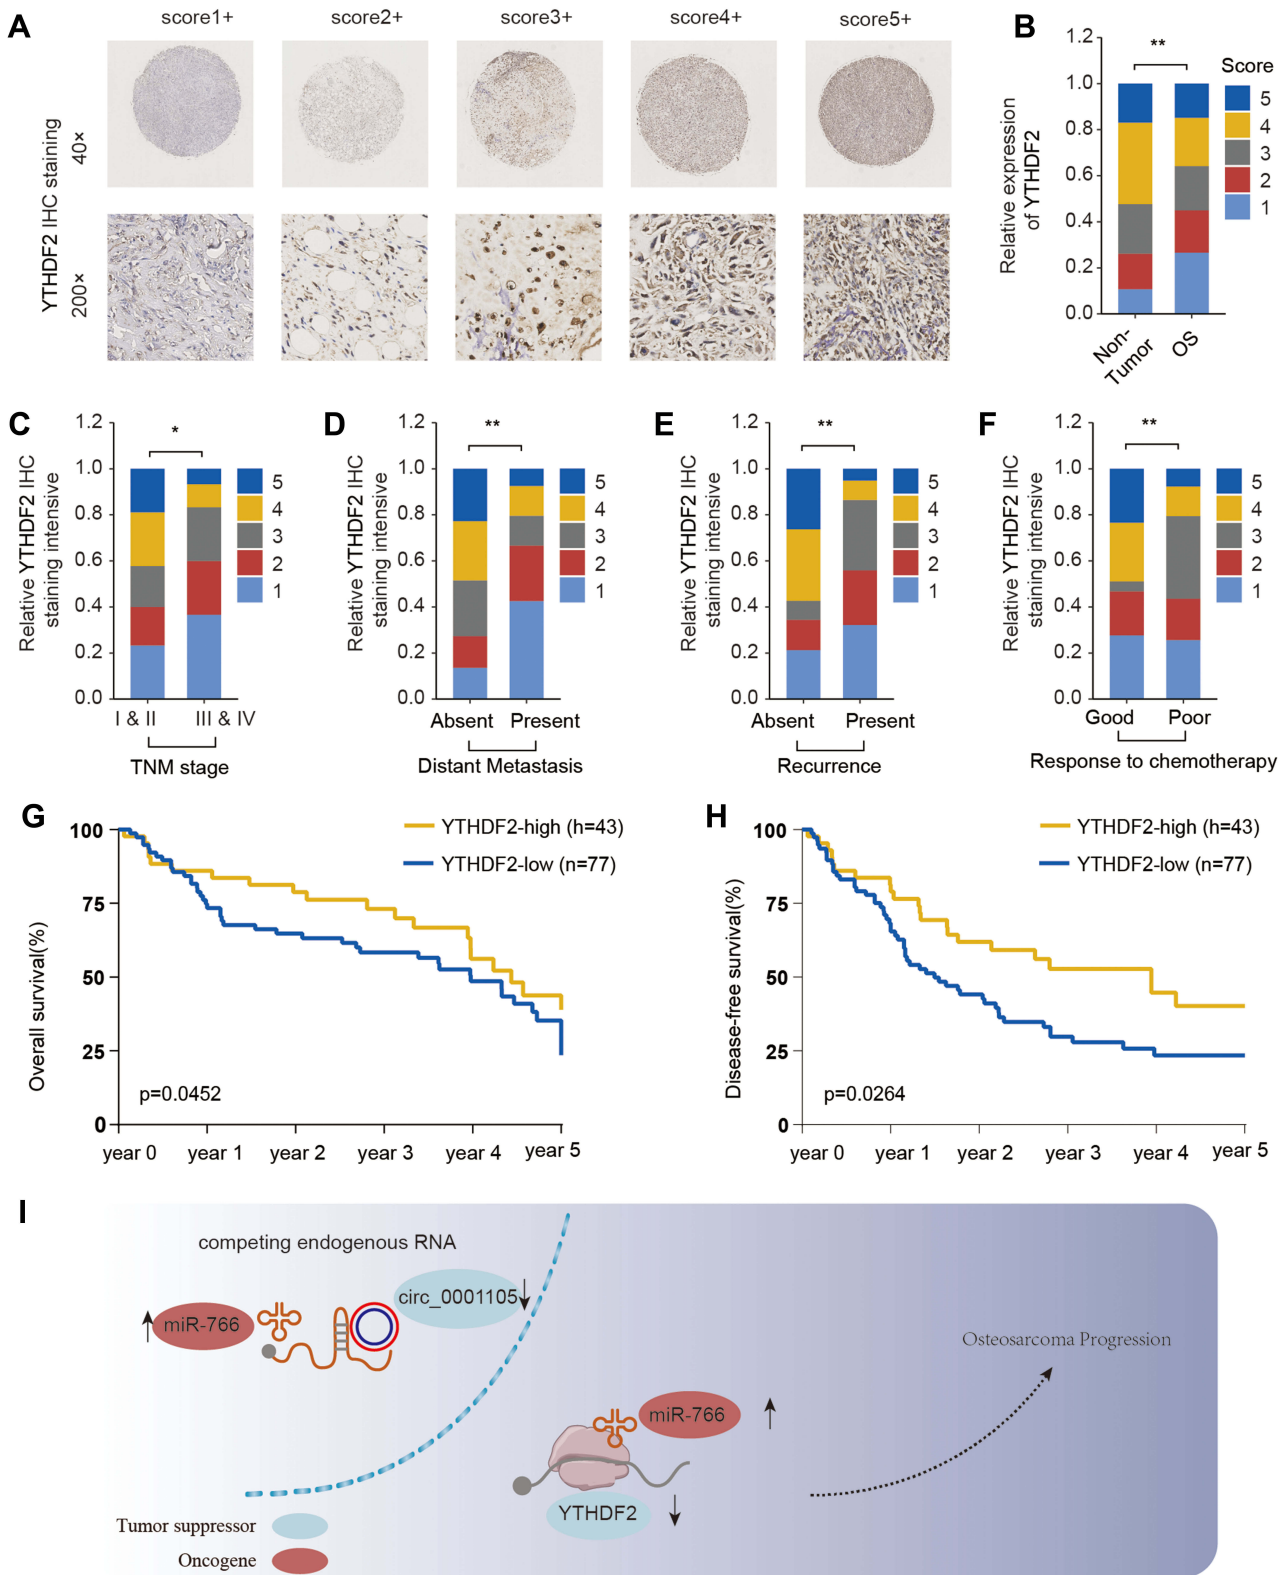 A
score1+ score2+ score3+ score4+ score5+
YTHDF2 IHC staining
40×
200×
B
1.2
1.0
0.8
0.6
0.4
0.2
0.0
Relative expression
of YTHDF2
**
Score
5
4
3
2
1
Non-
Tumor
OS
C
1.2
1.0
0.8
0.6
0.4
0.2
0.0
Relative YTHDF2 IHC
staining intensive
*
5
4
3
2
1
I & II III & IV
TNM stage
D
1.2
1.0
0.8
0.6
0.4
0.2
0.0
Relative YTHDF2 IHC
staining intensive
**
5
4
3
2
1
Absent Present
Distant Metastasis
E
1.2
1.0
0.8
0.6
0.4
0.2
0.0
Relative YTHDF2 IHC
staining intensive
**
5
4
3
2
1
Absent Present
Recurrence
F
1.2
1.0
0.8
0.6
0.4
0.2
0.0
Relative YTHDF2 IHC
staining intensive
**
5
4
3
2
1
Good Poor
Response to chemotherapy
G
100
75
50
25
0
Overall survival(%)
YTHDF2-high (h=43)
YTHDF2-low (n=77)
p=0.0452
year 0 year 1 year 2 year 3 year 4 year 5
H
100
75
50
25
0
Disease-free survival(%)
YTHDF2-high (h=43)
YTHDF2-low (n=77)
p=0.0264
year 0 year 1 year 2 year 3 year 4 year 5
I
competing endogenous RNA
circ_0001105
miR-766
Osteosarcoma Progression
miR-766
YTHDF2
Tumor suppressor
Oncogene